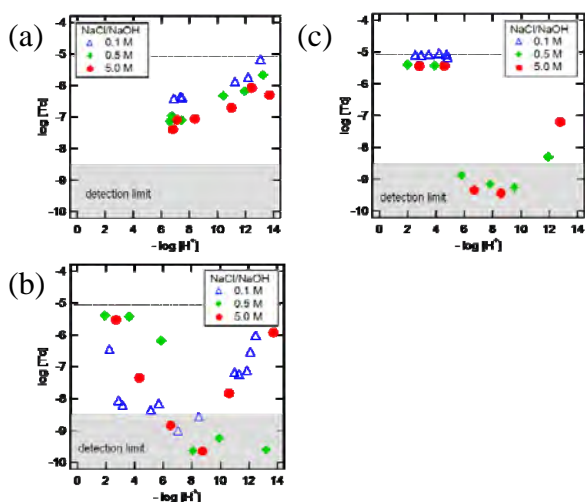 (a)
NaCl/NaOH
0.1 M
0.5 M
5.0 M
log [Tc]
-4
-5
-6
-7
-8
-9
-10
detection limit
0 2 4 6 8 10 12 14
- log [H⁺]
(c)
NaCl/NaOH
0.1 M
0.5 M
5.0 M
log [Tc]
-4
-5
-6
-7
-8
-9
-10
detection limit
0 2 4 6 8 10 12 14
- log [H⁺]
(b)
NaCl/NaOH
0.1 M
0.5 M
5.0 M
log [Tc]
-4
-5
-6
-7
-8
-9
-10
detection limit
0 2 4 6 8 10 12 14
- log [H⁺]